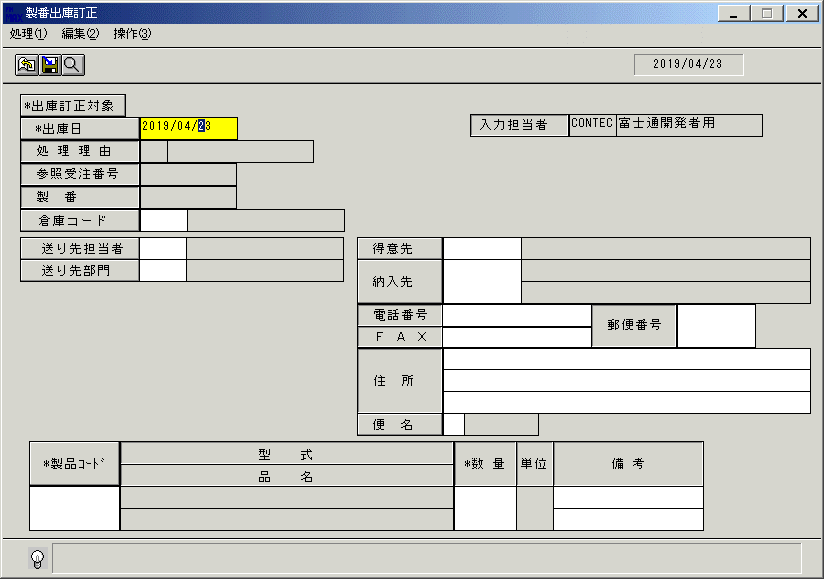 製番出庫訂正
処理(1) 編集(2) 操作(3)
2019/04/23
*出庫訂正対象
*出庫日 2019/04/23
入力担当者 CONTEC 富士通開発者用
処 理 理 由
参照受注番号
製 番
倉庫コード
送り先担当者
送り先部門
得意先
納入先
電話番号
郵便番号
F A X
住 所
便 名
*製品ｺｰﾄﾞ
型 式
品 名
*数 量
単位
備 考